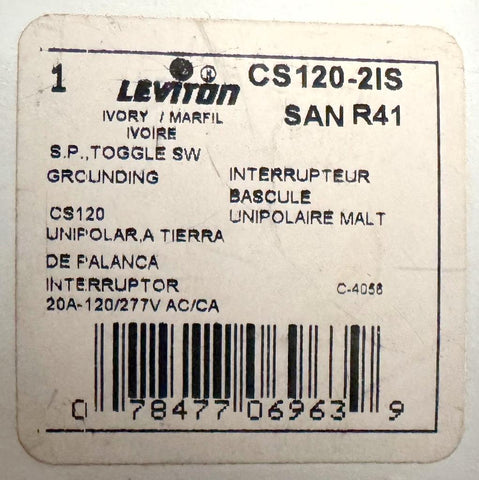 1 LEVITON ® CS120-2IS
IVORY / MARFIL SAN R41
IVOIRE
S.P.,TOGGLE SW
GROUNDING INTERRUPTEUR
BASCULE
CS120 UNIPOLAIRE MALT
UNIPOLAR,A TIERRA
DE PALANCA
INTERRUPTOR C-4056
20A-120/277V AC/CA
0 78477 06963 9